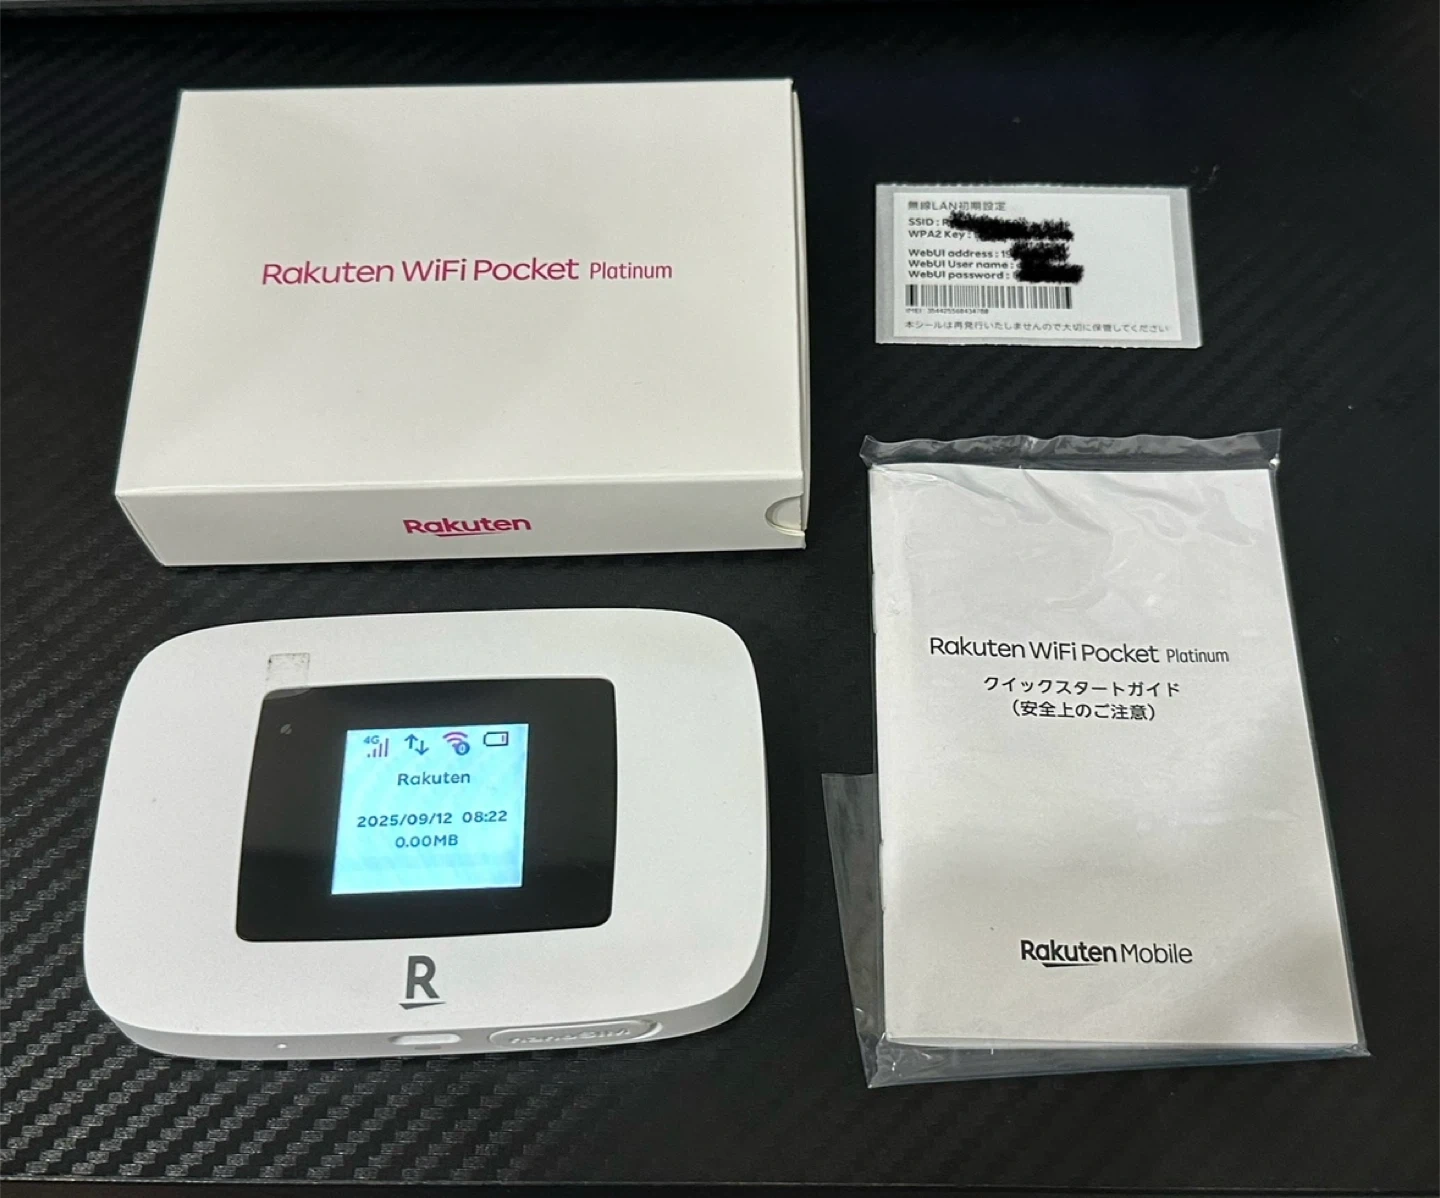 Rakuten WiFi Pocket Platinum
Rakuten
無線LAN初期設定
SSID : R
WPA2 Key :
WebUI address : 19
WebUI User name :
WebUI password :
本シールは再発行いたしませんので大切に保管してください
4G
0
Rakuten
2025/09/12 08:22
0.00MB
R
Rakuten WiFi Pocket Platinum
クイックスタートガイド
（安全上のご注意）
Rakuten Mobile